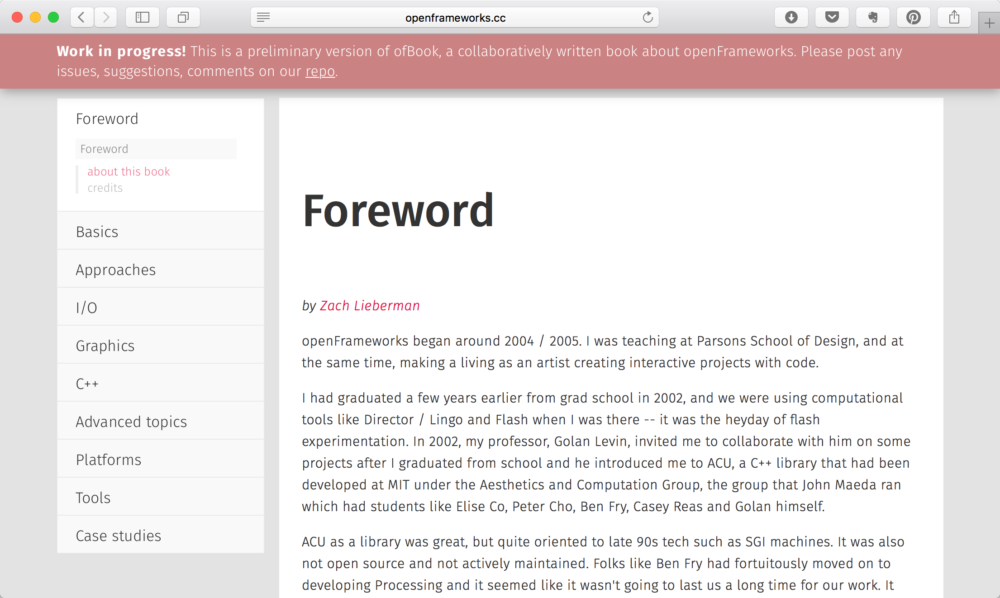 openframeworks.cc
Work in progress! This is a preliminary version of ofBook, a collaboratively written book about openFrameworks. Please post any
issues, suggestions, comments on our repo.
Foreword
Foreword
about this book
credits
Basics
Approaches
I/O
Graphics
C++
Advanced topics
Platforms
Tools
Case studies
Foreword
by Zach Lieberman
openFrameworks began around 2004 / 2005. I was teaching at Parsons School of Design, and at
the same time, making a living as an artist creating interactive projects with code.
I had graduated a few years earlier from grad school in 2002, and we were using computational
tools like Director / Lingo and Flash when I was there -- it was the heyday of flash
experimentation. In 2002, my professor, Golan Levin, invited me to collaborate with him on some
projects after I graduated from school and he introduced me to ACU, a C++ library that had been
developed at MIT under the Aesthetics and Computation Group, the group that John Maeda ran
which had students like Elise Co, Peter Cho, Ben Fry, Casey Reas and Golan himself.
ACU as a library was great, but quite oriented to late 90s tech such as SGI machines. It was also
not open source and not actively maintained. Folks like Ben Fry had fortuitously moved on to
developing Processing and it seemed like it wasn't going to last us a long time for our work. It